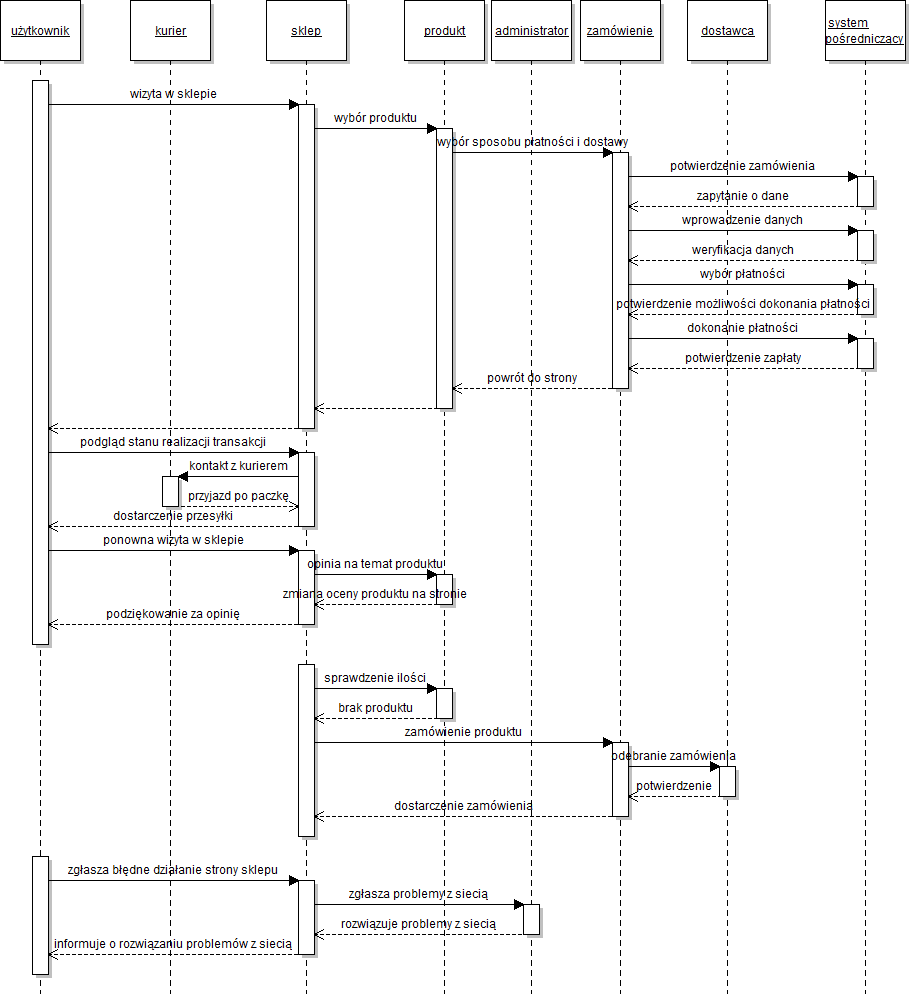 użytkownik
kurier
sklep
produkt
administrator
zamówienie
dostawca
system
pośredniczacy
wizyta w sklepie
wybór produktu
wybór sposobu płatności i dostawy
potwierdzenie zamówienia
zapytanie o dane
wprowadzenie danych
weryfikacja danych
wybór płatności
potwierdzenie możliwości dokonania płatności
dokonanie płatności
potwierdzenie zapłaty
powrót do strony
podgląd stanu realizacji transakcji
kontakt z kurierem
przyjazd po paczkę
dostarczenie przesyłki
ponowna wizyta w sklepie
opinia na temat produktu
zmiana oceny produktu na stronie
podziękowanie za opinię
sprawdzenie ilości
brak produktu
zamówienie produktu
odebranie zamówienia
potwierdzenie
dostarczenie zamówienia
zgłasza błędne działanie strony sklepu
zgłasza problemy z siecią
rozwiązuje problemy z siecią
informuje o rozwiązaniu problemów z siecią